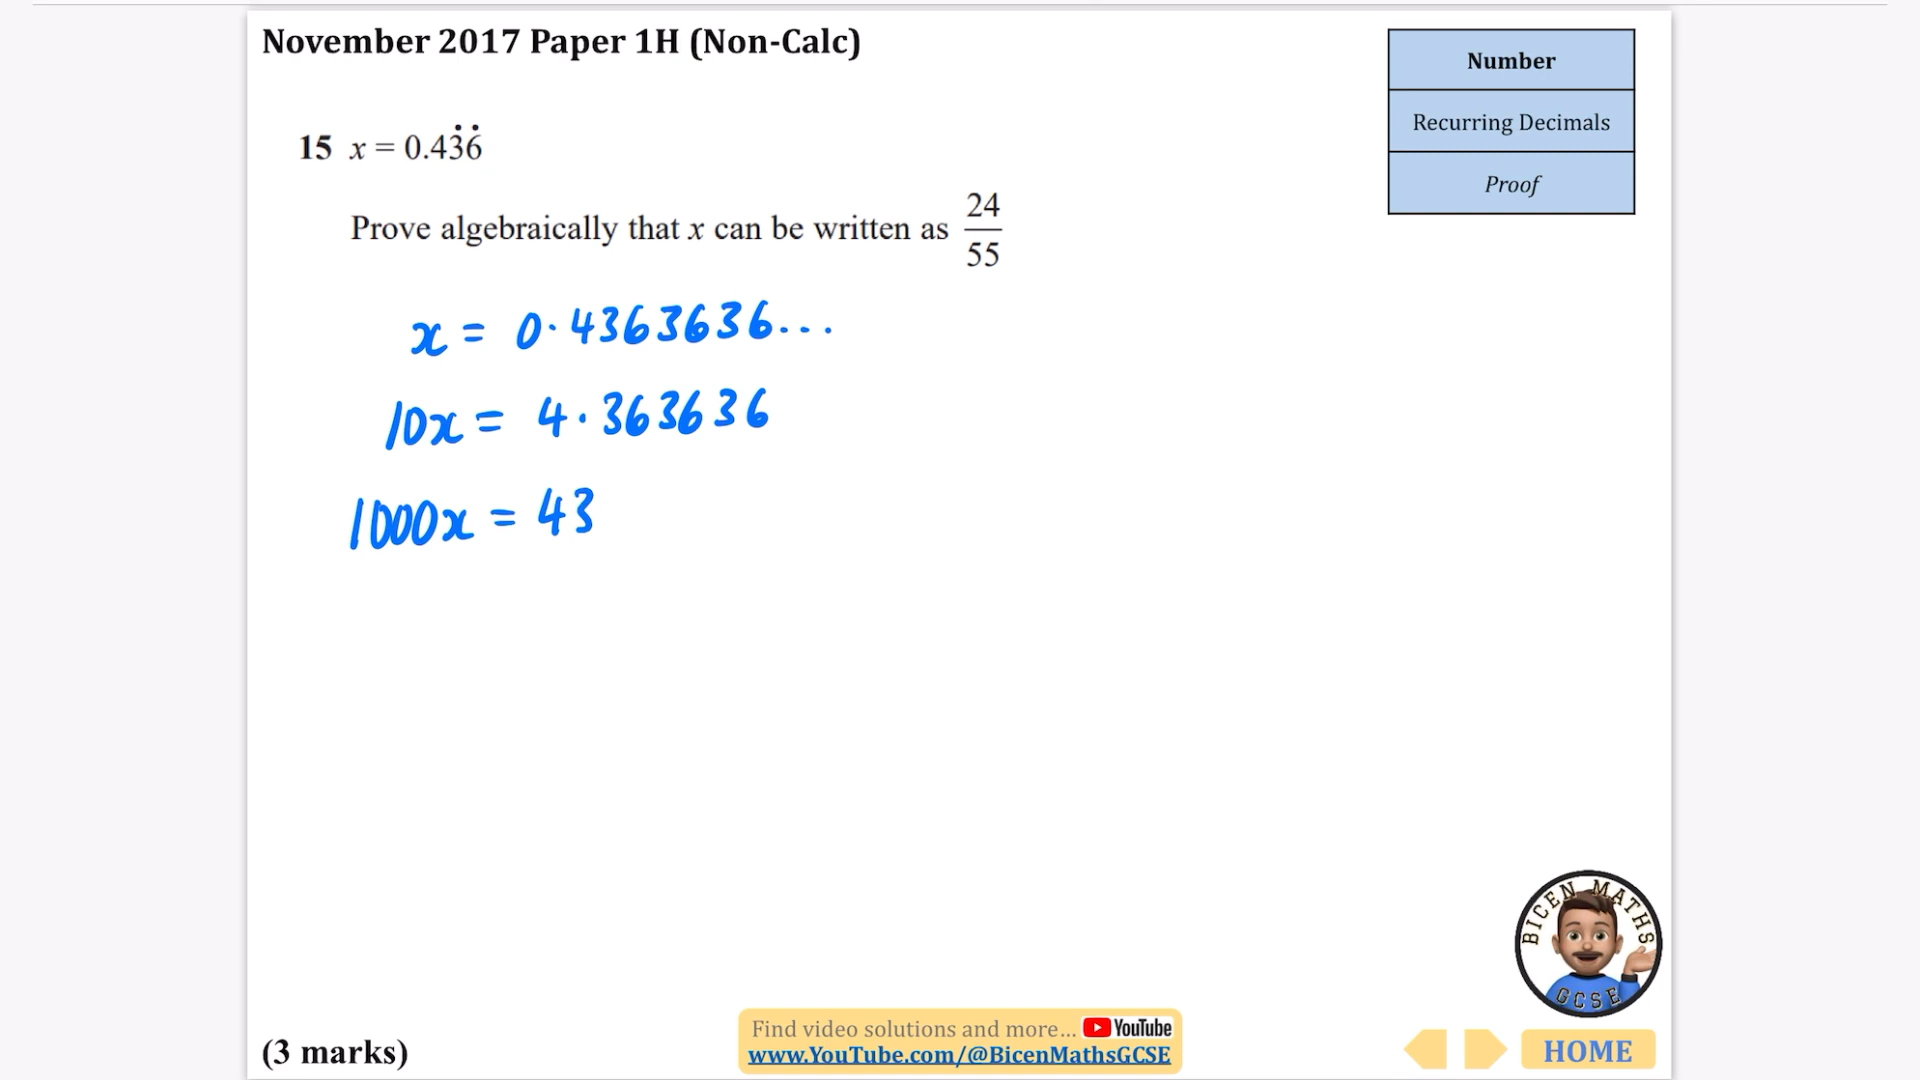 November 2017 Paper 1H (Non-Calc)
Number
Recurring Decimals
Proof
15 x = 0.43̇6̇
Prove algebraically that x can be written as 24/55
x = 0.4363636...
10x = 4.363636
1000x = 43
BICEN MATHS
GCSE
(3 marks)
Find video solutions and more... YouTube
www.YouTube.com/@BicenMathsGCSE
HOME